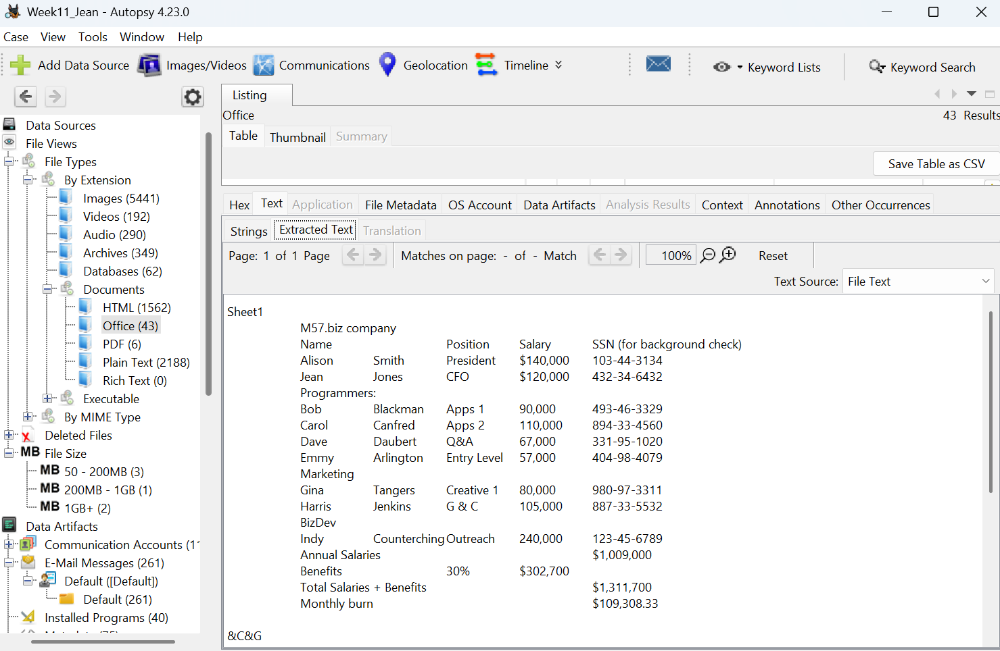 Week11_Jean - Autopsy 4.23.0
Case View Tools Window Help
Add Data Source Images/Videos Communications Geolocation Timeline Keyword Lists Keyword Search
Listing
Office 43 Results
Table Thumbnail Summary
Save Table as CSV
Data Sources
File Views
File Types
By Extension
Images (5441)
Videos (192)
Audio (290)
Archives (349)
Databases (62)
Documents
HTML (1562)
Office (43)
PDF (6)
Plain Text (2188)
Rich Text (0)
Executable
By MIME Type
Deleted Files
MB File Size
MB 50 - 200MB (3)
MB 200MB - 1GB (1)
MB 1GB+ (2)
Data Artifacts
Communication Accounts (11
E-Mail Messages (261)
Default ([Default])
Default (261)
Installed Programs (40)
Hex Text Application File Metadata OS Account Data Artifacts Analysis Results Context Annotations Other Occurrences
Strings Extracted Text Translation
Page: 1 of 1 Page Matches on page: - of - Match 100% Reset
Text Source: File Text
Sheet1
M57.biz company
Name Position Salary SSN (for background check)
Alison Smith President $140,000 103-44-3134
Jean Jones CFO $120,000 432-34-6432
Programmers:
Bob Blackman Apps 1 90,000 493-46-3329
Carol Canfred Apps 2 110,000 894-33-4560
Dave Daubert Q&A 67,000 331-95-1020
Emmy Arlington Entry Level 57,000 404-98-4079
Marketing
Gina Tangers Creative 1 80,000 980-97-3311
Harris Jenkins G & C 105,000 887-33-5532
BizDev
Indy Counterching Outreach 240,000 123-45-6789
Annual Salaries $1,009,000
Benefits 30% $302,700
Total Salaries + Benefits $1,311,700
Monthly burn $109,308.33
&C&G